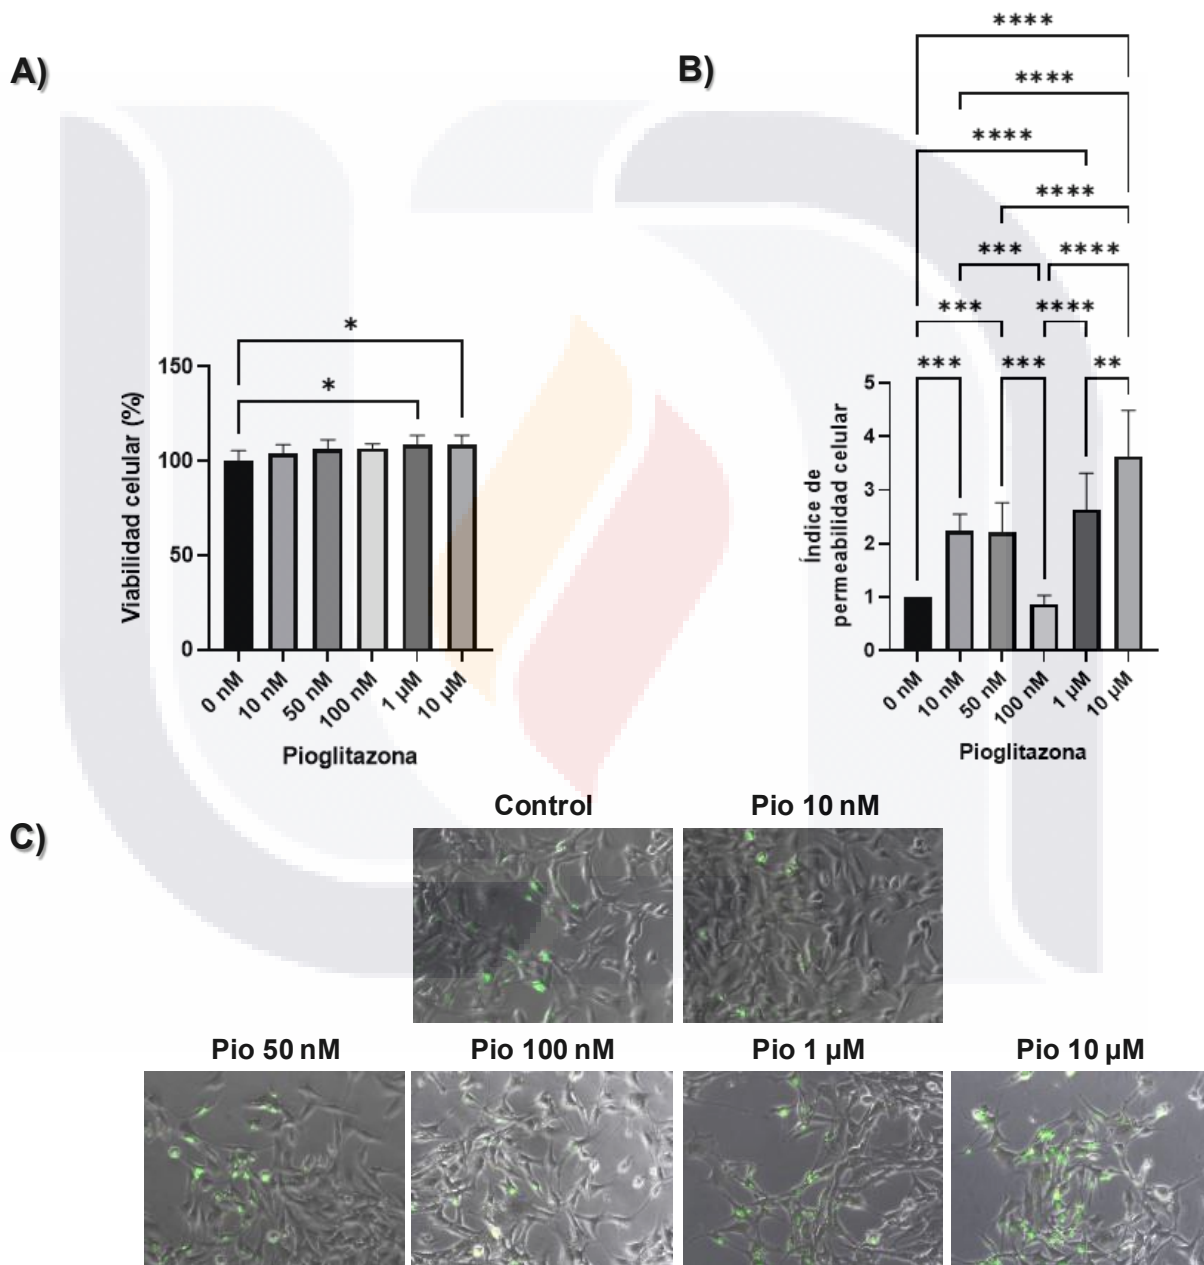 A)
B)
****
****
****
****
*** ****
*** ****
*** *** **
*
*
Viabilidad celular (%)
150
100
50
0
0 nM 10 nM 50 nM 100 nM 1 µM 10 µM
Pioglitazona
Índice de
permeabilidad celular
5
4
3
2
1
0
0 nM 10 nM 50 nM 100 nM 1 µM 10 µM
Pioglitazona
C)
Control Pio 10 nM
Pio 50 nM Pio 100 nM Pio 1 µM Pio 10 µM